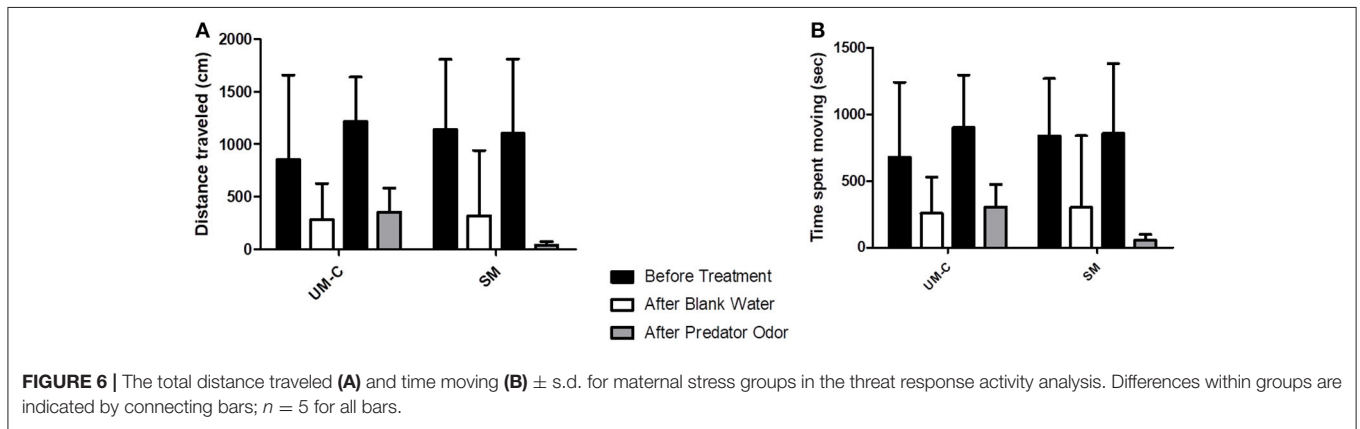 A
Distance traveled (cm)
2000
1500
1000
500
0
UM-C
SM
B
Time spent moving (sec)
1500
1000
500
0
UM-C
SM
Before Treatment
After Blank Water
After Predator Odor
FIGURE 6 | The total distance traveled (A) and time moving (B) ± s.d. for maternal stress groups in the threat response activity analysis. Differences within groups are
indicated by connecting bars; n = 5 for all bars.